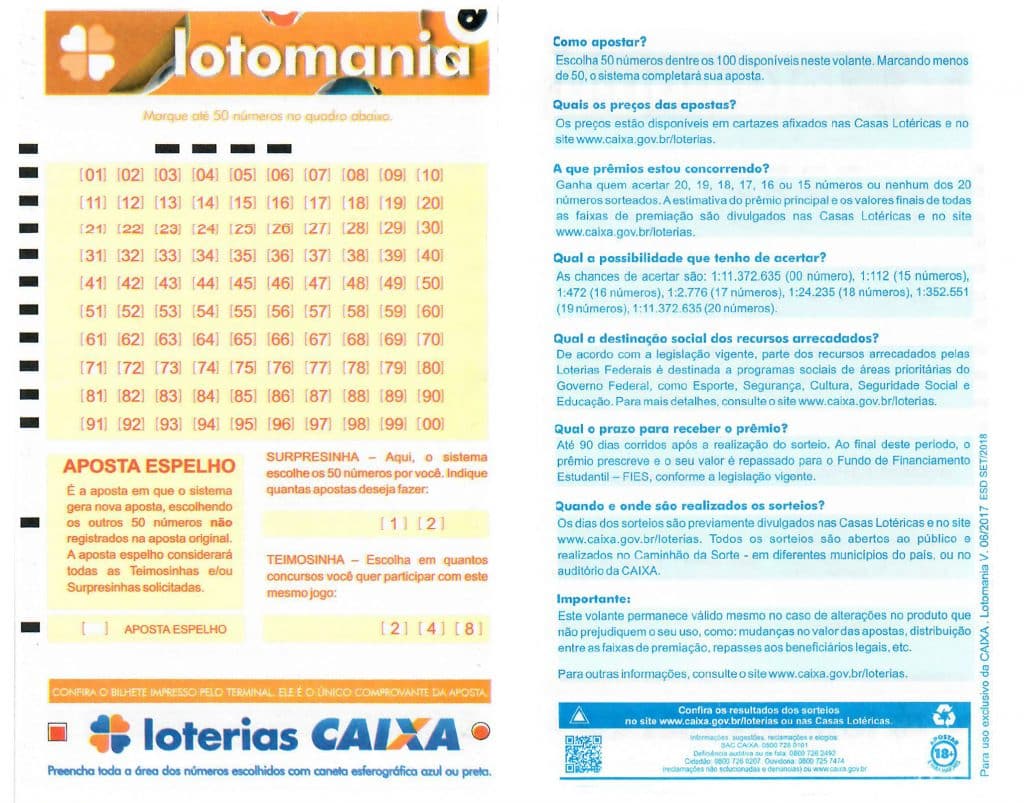 lotomania
Marque até 50 números no quadro abaixo.
[01] [02] [03] [04] [05] [06] [07] [08] [09] [10]
[11] [12] [13] [14] [15] [16] [17] [18] [19] [20]
[21] [22] [23] [24] [25] [26] [27] [28] [29] [30]
[31] [32] [33] [34] [35] [36] [37] [38] [39] [40]
[41] [42] [43] [44] [45] [46] [47] [48] [49] [50]
[51] [52] [53] [54] [55] [56] [57] [58] [59] [60]
[61] [62] [63] [64] [65] [66] [67] [68] [69] [70]
[71] [72] [73] [74] [75] [76] [77] [78] [79] [80]
[81] [82] [83] [84] [85] [86] [87] [88] [89] [90]
[91] [92] [93] [94] [95] [96] [97] [98] [99] [00]
APOSTA ESPELHO
É a aposta em que o sistema
gera nova aposta, escolhendo
os outros 50 números não
registrados na aposta original.
A aposta espelho considerará
todas as Teimosinhas e/ou
Surpresinhas solicitadas.
[ ] APOSTA ESPELHO
SURPRESINHA – Aqui, o sistema
escolhe os 50 números por você. Indique
quantas apostas deseja fazer:
[1] [2]
TEIMOSINHA – Escolha em quantos
concursos você quer participar com este
mesmo jogo:
[2] [4] [8]
CONFIRA O BILHETE IMPRESSO PELO TERMINAL. ELE É O ÚNICO COMPROVANTE DA APOSTA.
loterias CAIXA
Preencha toda a área dos números escolhidos com caneta esferográfica azul ou preta.
Como apostar?
Escolha 50 números dentre os 100 disponíveis neste volante. Marcando menos
de 50, o sistema completará sua aposta.
Quais os preços das apostas?
Os preços estão disponíveis em cartazes afixados nas Casas Lotéricas e no
site www.caixa.gov.br/loterias.
A que prêmios estou concorrendo?
Ganha quem acertar 20, 19, 18, 17, 16 ou 15 números ou nenhum dos 20
números sorteados. A estimativa do prêmio principal e os valores finais de todas
as faixas de premiação são divulgados nas Casas Lotéricas e no site
www.caixa.gov.br/loterias.
Qual a possibilidade que tenho de acertar?
As chances de acertar são: 1:11.372.635 (00 número), 1:112 (15 números),
1:472 (16 números), 1:2.776 (17 números), 1:24.235 (18 números), 1:352.551
(19 números), 1:11.372.635 (20 números).
Qual a destinação social dos recursos arrecadados?
De acordo com a legislação vigente, parte dos recursos arrecadados pelas
Loterias Federais é destinada a programas sociais de áreas prioritárias do
Governo Federal, como Esporte, Segurança, Cultura, Seguridade Social e
Educação. Para mais detalhes, consulte o site www.caixa.gov.br/loterias.
Qual o prazo para receber o prêmio?
Até 90 dias corridos após a realização do sorteio. Ao final deste período, o
prêmio prescreve e o seu valor é repassado para o Fundo de Financiamento
Estudantil – FIES, conforme a legislação vigente.
Quando e onde são realizados os sorteios?
Os dias dos sorteios são previamente divulgados nas Casas Lotéricas e no site
www.caixa.gov.br/loterias. Todos os sorteios são abertos ao público e
realizados no Caminhão da Sorte - em diferentes municípios do país, ou no
auditório da CAIXA.
Importante:
Este volante permanece válido mesmo no caso de alterações no produto que
não prejudiquem o seu uso, como: mudanças no valor das apostas, distribuição
entre as faixas de premiação, repasses aos beneficiários legais, etc.
Para outras informações, consulte o site www.caixa.gov.br/loterias.
Confira os resultados dos sorteios
no site www.caixa.gov.br/loterias ou nas Casas Lotéricas.
Informações, sugestões, reclamações e elogios:
SAC CAIXA: 0800 726 0101
Deficiência auditiva ou de fala: 0800 726 2492
Cidadão: 0800 726 0207. Ouvidoria: 0800 725 7474
(reclamações não solucionadas e denúncias) ou www.caixa.gov.br
APOSTAS
18+
Para uso exclusivo da CAIXA. Lotomania V. 06/2017 ESD SET/2018